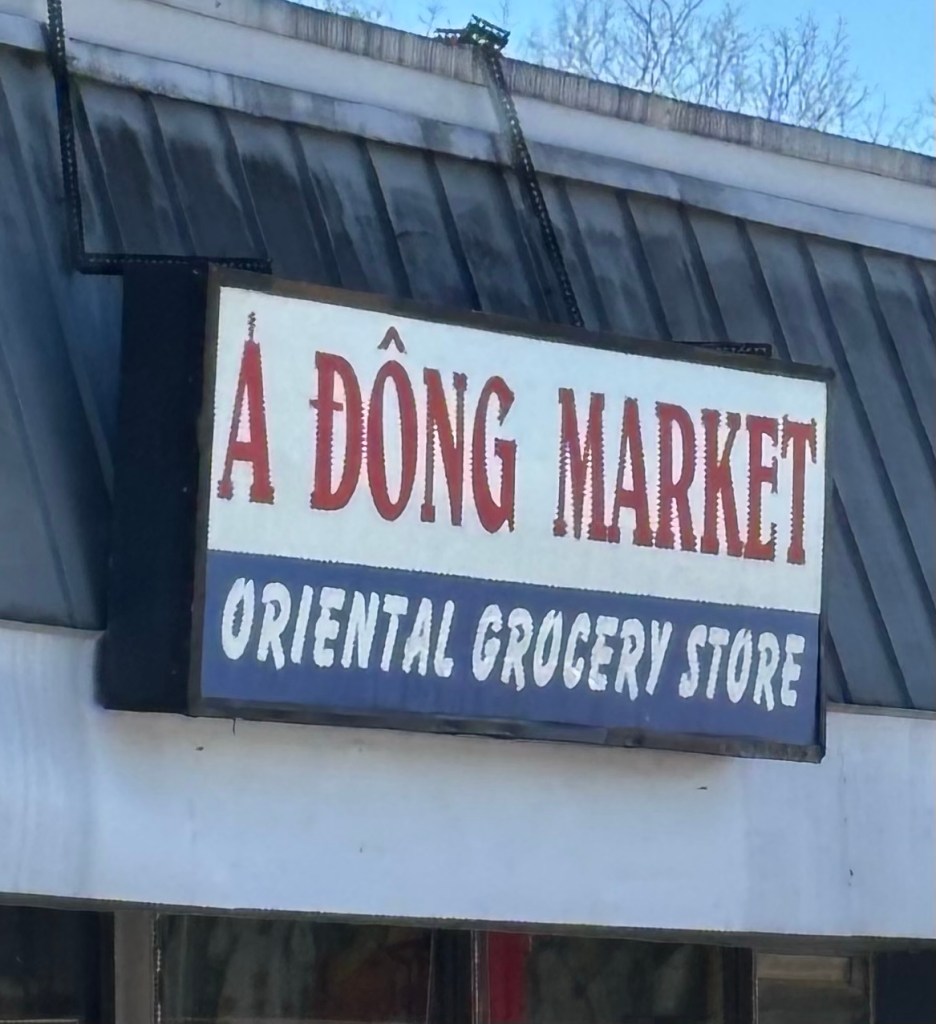 Á ĐÔNG MARKET
ORIENTAL GROCERY STORE